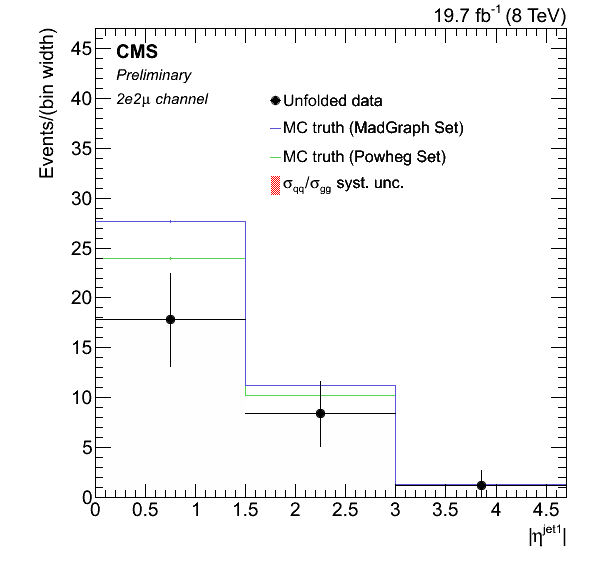 19.7 fb⁻¹ (8 TeV)
Events/(bin width)
CMS
Preliminary
2e2μ channel
Unfolded data
MC truth (MadGraph Set)
MC truth (Powheg Set)
σqq/σgg syst. unc.
45
40
35
30
25
20
15
10
5
0
0 0.5 1 1.5 2 2.5 3 3.5 4 4.5
|η^jet1|